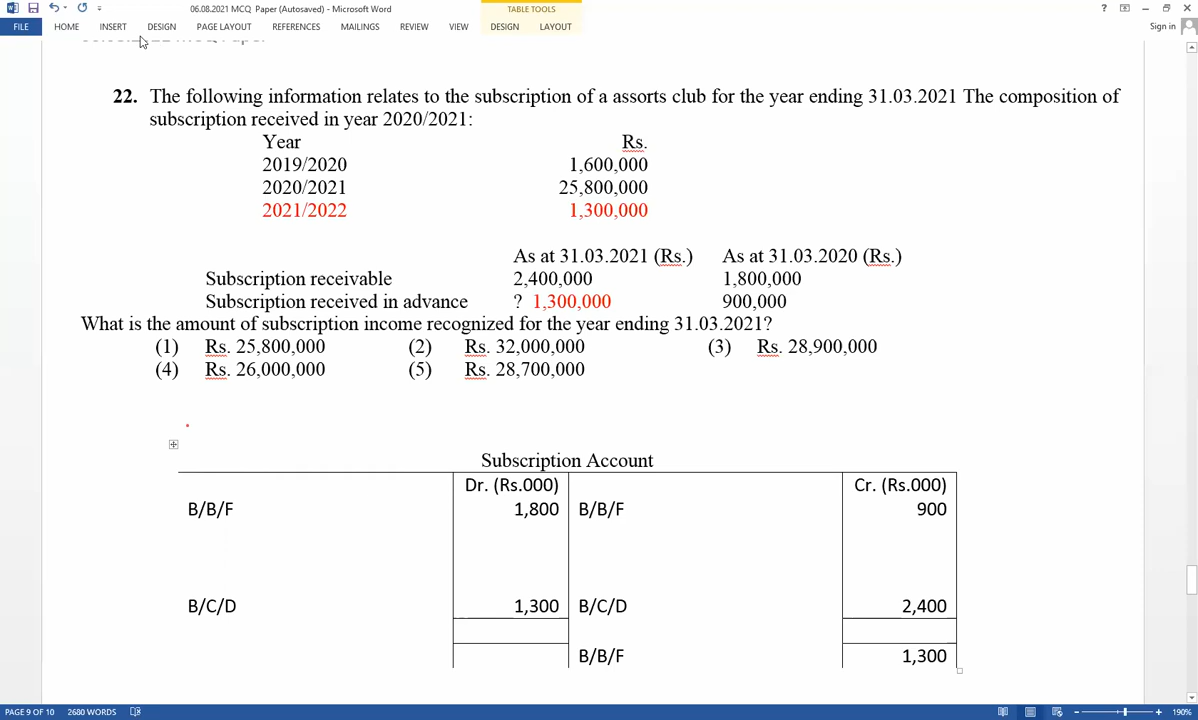 06.08.2021 MCQ Paper (Autosaved) - Microsoft Word
TABLE TOOLS
FILE HOME INSERT DESIGN PAGE LAYOUT REFERENCES MAILINGS REVIEW VIEW DESIGN LAYOUT Sign in
22. The following information relates to the subscription of a assorts club for the year ending 31.03.2021 The composition of
subscription received in year 2020/2021:
Year Rs.
2019/2020 1,600,000
2020/2021 25,800,000
2021/2022 1,300,000
As at 31.03.2021 (Rs.) As at 31.03.2020 (Rs.)
Subscription receivable 2,400,000 1,800,000
Subscription received in advance ? 1,300,000 900,000
What is the amount of subscription income recognized for the year ending 31.03.2021?
(1) Rs. 25,800,000 (2) Rs. 32,000,000 (3) Rs. 28,900,000
(4) Rs. 26,000,000 (5) Rs. 28,700,000
Subscription Account
Dr. (Rs.000) Cr. (Rs.000)
B/B/F 1,800 B/B/F 900
B/C/D 1,300 B/C/D 2,400
B/B/F 1,300
PAGE 9 OF 10 2680 WORDS 190%